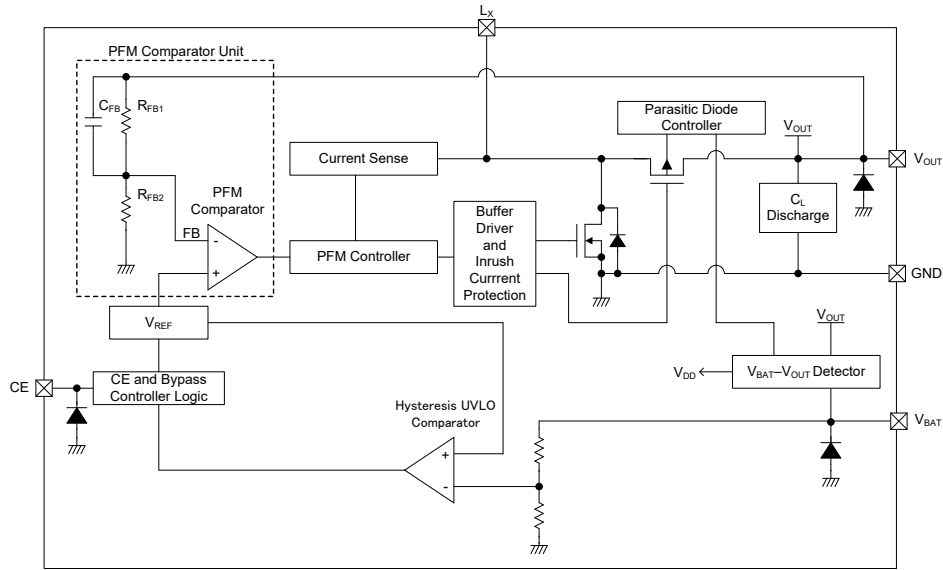 LX
PFM Comparator Unit
CFB
RFB1
RFB2
PFM
Comparator
FB
-
+
Current Sense
PFM Controller
Buffer
Driver
and
Inrush
Currrent
Protection
Parasitic Diode
Controller
VOUT
VOUT
CL
Discharge
GND
VREF
CE
CE and Bypass
Controller Logic
Hysteresis UVLO
Comparator
+
-
VOUT
VDD
VBAT–VOUT Detector
VBAT